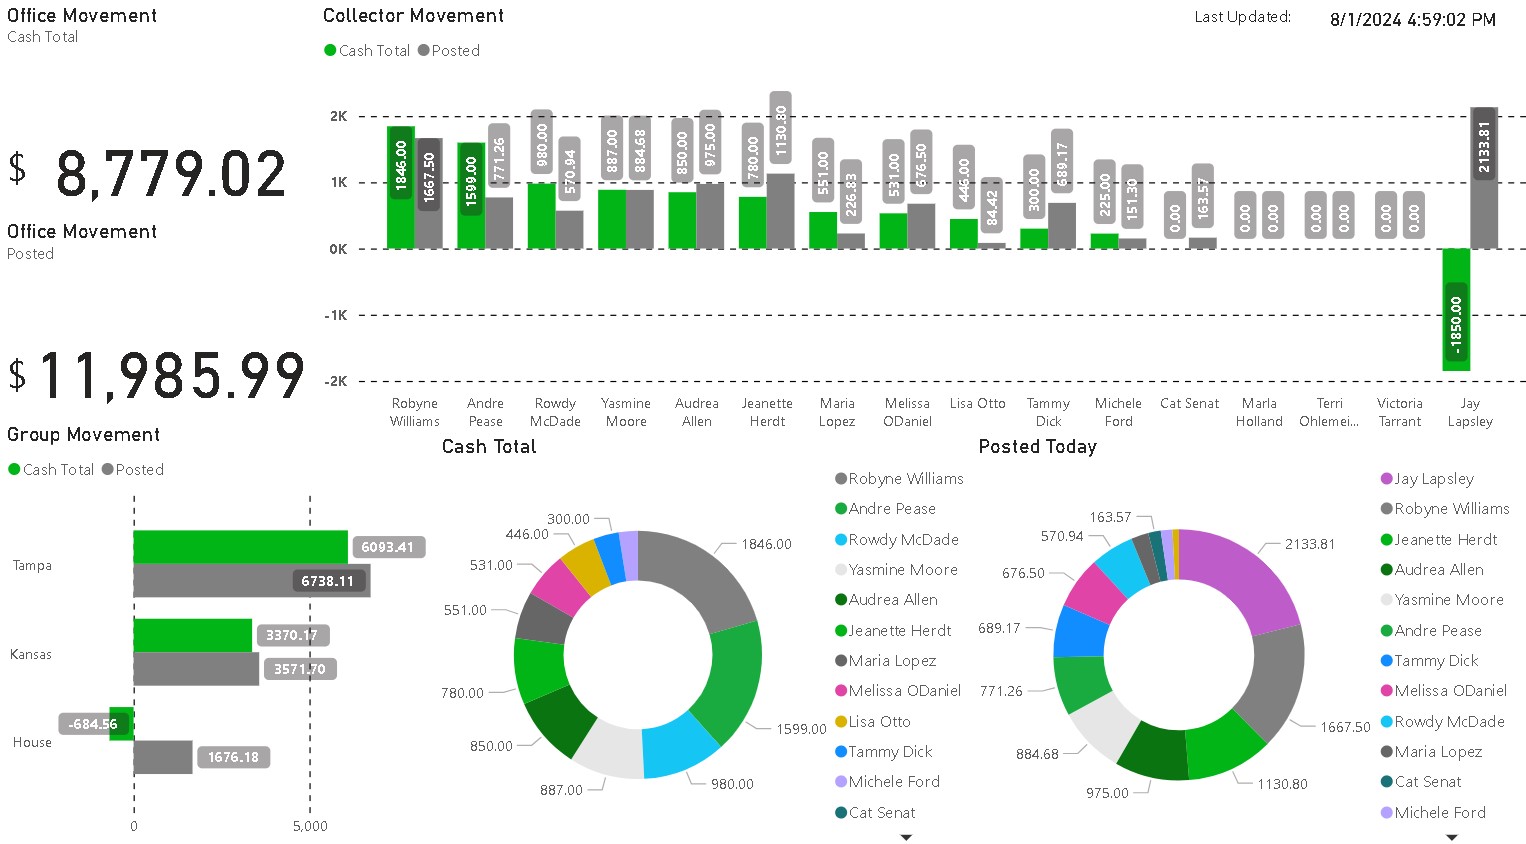 Office Movement
Cash Total
$ 8,779.02
Office Movement
Posted
$ 11,985.99
Collector Movement
Cash Total Posted
Last Updated: 8/1/2024 4:59:02 PM
2K
1K
0K
-1K
-2K
1846.00 1667.50
1599.00 771.26
980.00 570.94
887.00 884.68
850.00 975.00
780.00 1130.80
551.00 226.83
531.00 676.50
446.00 84.42
300.00 689.17
225.00 151.30
0.00 163.57
0.00 0.00
0.00 0.00
0.00 0.00
-1850.00 2133.81
Robyne Williams
Andre Pease
Rowdy McDade
Yasmine Moore
Audrea Allen
Jeanette Herdt
Maria Lopez
Melissa ODaniel
Lisa Otto
Tammy Dick
Michele Ford
Cat Senat
Marla Holland
Terri Ohlemei...
Victoria Tarrant
Jay Lapsley
Group Movement
Cash Total Posted
Tampa
6093.41
6738.11
Kansas
3370.17
3571.70
House
-684.56
1676.18
0 5,000
Cash Total
1846.00
1599.00
980.00
887.00
850.00
780.00
551.00
531.00
446.00
300.00
Robyne Williams
Andre Pease
Rowdy McDade
Yasmine Moore
Audrea Allen
Jeanette Herdt
Maria Lopez
Melissa ODaniel
Lisa Otto
Tammy Dick
Michele Ford
Cat Senat
Posted Today
2133.81
1667.50
1130.80
975.00
884.68
771.26
689.17
676.50
570.94
163.57
Jay Lapsley
Robyne Williams
Jeanette Herdt
Audrea Allen
Yasmine Moore
Andre Pease
Tammy Dick
Melissa ODaniel
Rowdy McDade
Maria Lopez
Cat Senat
Michele Ford